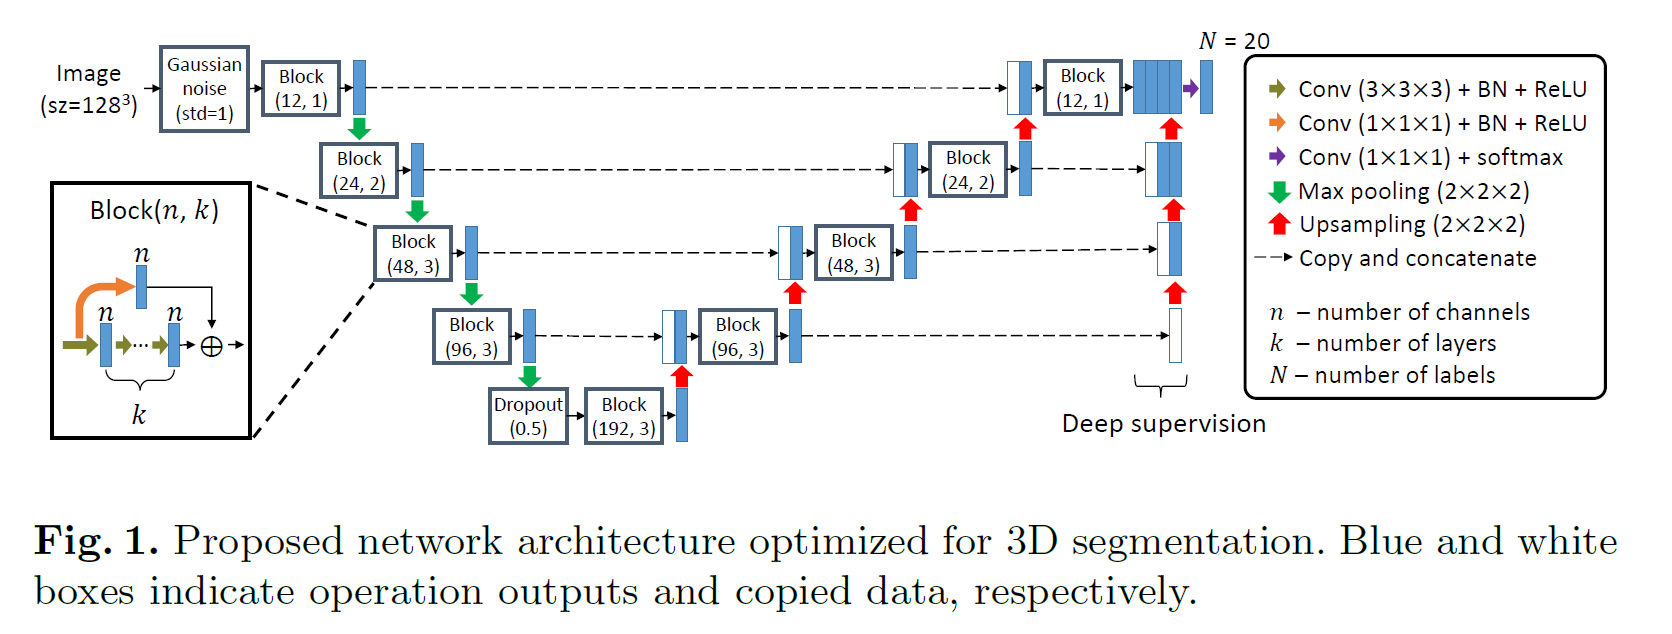 N = 20
Image
(sz=128³)
Gaussian
noise
(std=1)
Block
(12, 1)
Block
(12, 1)
Block
(24, 2)
Block
(24, 2)
Block
(48, 3)
Block
(48, 3)
Block
(96, 3)
Block
(96, 3)
Dropout
(0.5)
Block
(192, 3)
Deep supervision
Block(n, k)
n
n
n
...
k
Conv (3×3×3) + BN + ReLU
Conv (1×1×1) + BN + ReLU
Conv (1×1×1) + softmax
Max pooling (2×2×2)
Upsampling (2×2×2)
Copy and concatenate
n – number of channels
k – number of layers
N – number of labels
Fig. 1. Proposed network architecture optimized for 3D segmentation. Blue and white
boxes indicate operation outputs and copied data, respectively.